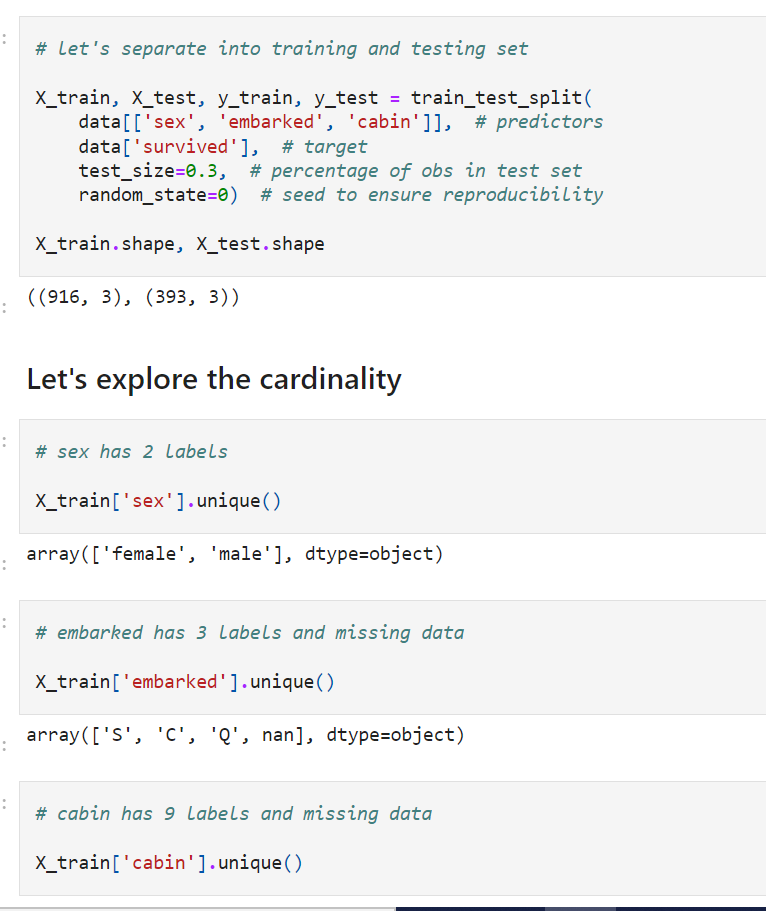 # let's separate into training and testing set
X_train, X_test, y_train, y_test = train_test_split(
    data[['sex', 'embarked', 'cabin']],  # predictors
    data['survived'],  # target
    test_size=0.3,  # percentage of obs in test set
    random_state=0)  # seed to ensure reproducibility
X_train.shape, X_test.shape
((916, 3), (393, 3))
Let's explore the cardinality
# sex has 2 labels
X_train['sex'].unique()
array(['female', 'male'], dtype=object)
# embarked has 3 labels and missing data
X_train['embarked'].unique()
array(['S', 'C', 'Q', nan], dtype=object)
# cabin has 9 labels and missing data
X_train['cabin'].unique()